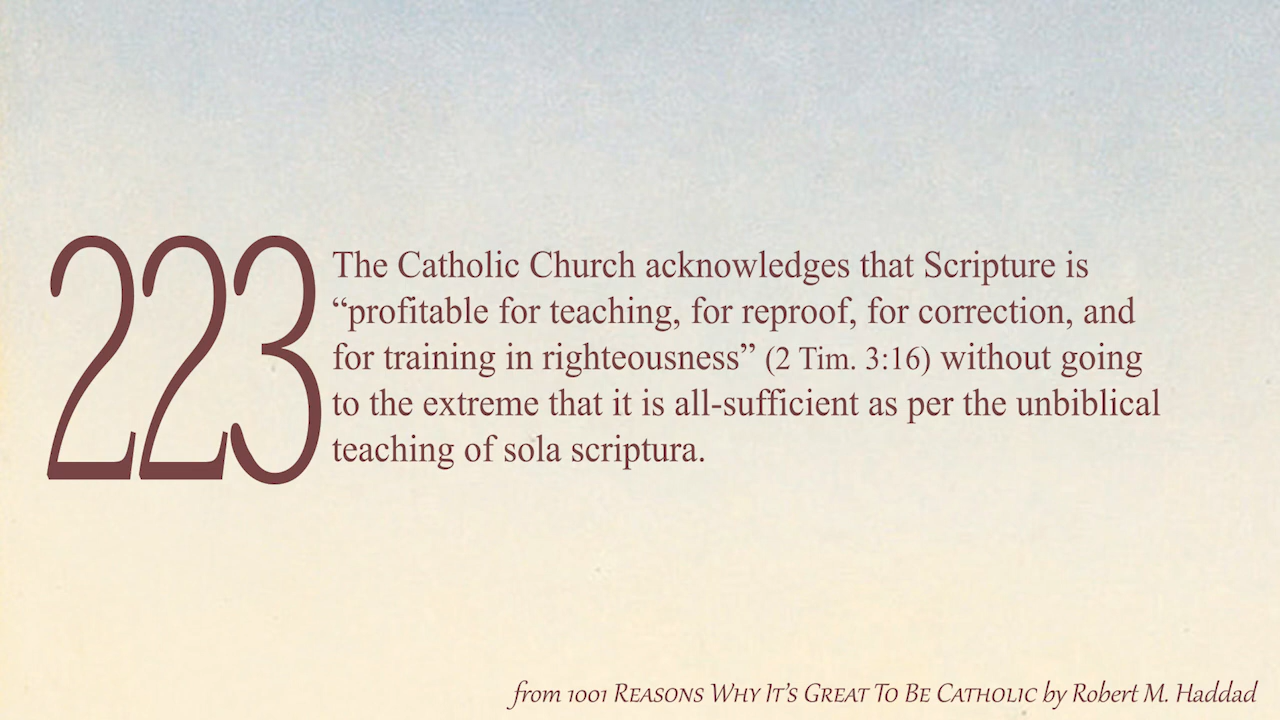 223
The Catholic Church acknowledges that Scripture is
“profitable for teaching, for reproof, for correction, and
for training in righteousness” (2 Tim. 3:16) without going
to the extreme that it is all-sufficient as per the unbiblical
teaching of sola scriptura.
from 1001 Reasons Why It’s Great To Be Catholic by Robert M. Haddad